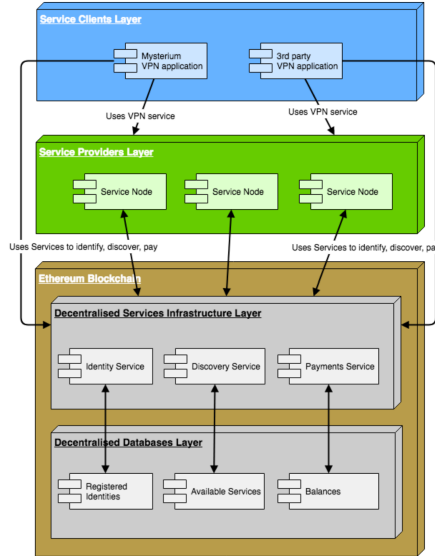 Service Clients Layer
Mysterium
VPN application
3rd party
VPN application
Uses VPN service
Uses VPN service
Service Providers Layer
Service Node
Service Node
Service Node
Uses Services to identify, discover, pay
Uses Services to identify, discover, pa
Ethereum Blockchain
Decentralised Services Infrastructure Layer
Identity Service
Discovery Service
Payments Service
Decentralised Databases Layer
Registered
Identities
Available Services
Balances